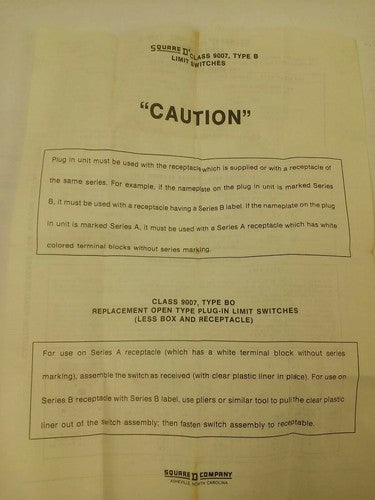 SQUARE D CLASS 9007, TYPE B
LIMIT SWITCHES
"CAUTION"
Plug in unit must be used with the receptacle which is supplied or with a receptacle of
the same series. For example, if the nameplate on the plug in unit is marked Series
B, it must be used with a receptacle having a Series B label. If the nameplate on the plug
in unit is marked Series A, it must be used with a Series A receptacle which has white
colored terminal blocks without series marking.
CLASS 9007, TYPE BO
REPLACEMENT OPEN TYPE PLUG-IN LIMIT SWITCHES
(LESS BOX AND RECEPTACLE)
For use on Series A receptacle (which has a white terminal block without series
marking), assemble the switch as received (with clear plastic liner in place). For use on
Series B receptacle with Series B label, use pliers or similar tool to pull the clear plastic
liner out of the switch assembly; then fasten switch assembly to receptable.
SQUARE D COMPANY
ASHEVILLE, NORTH CAROLINA